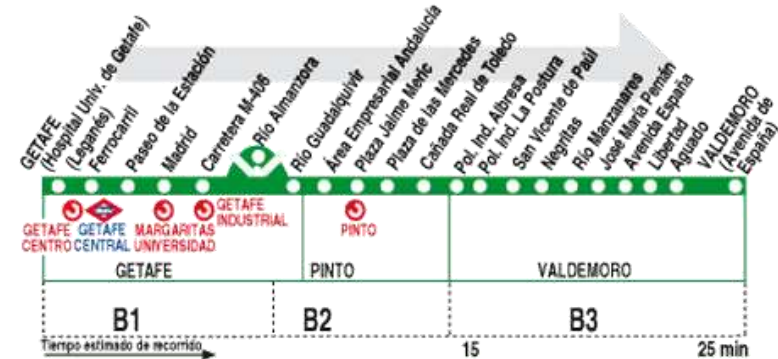 GETAFE
(Hospital Univ. de Getafe)
(Leganés)
Ferrocarril
Paseo de la Estación
Madrid
Carretera M-406
Río Almanzora
Río Guadalquivir
Área Empresarial Andalucía
Plaza Jaime Meric
Plaza de las Mercedes
Cañada Real de Toledo
Pol. Ind. Albresa
Pol. Ind. La Postura
San Vicente de Paúl
Negritas
Río Manzanares
José María Pemán
Avenida España
Libertad
Aguado
VALDEMORO
(Avenida de
España)
GETAFE
CENTRO
GETAFE
CENTRAL
MARGARITAS
UNIVERSIDAD
GETAFE
INDUSTRIAL
PINTO
GETAFE
PINTO
VALDEMORO
B1
B2
B3
Tiempo estimado de recorrido
15
25 min